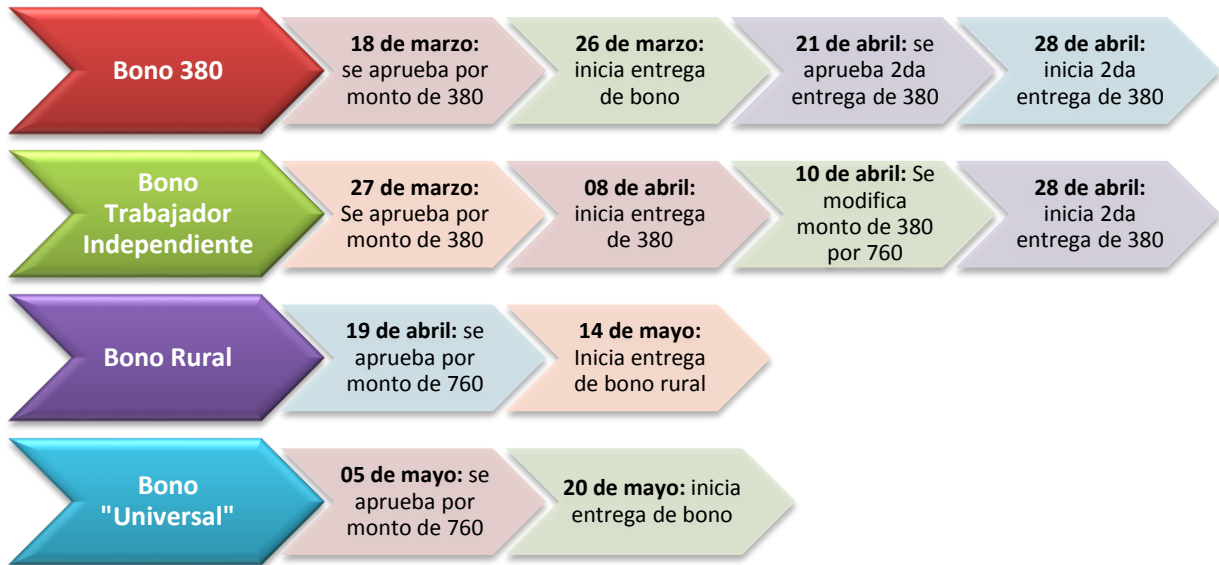 Bono 380
18 de marzo:
se aprueba por
monto de 380
26 de marzo:
inicia entrega
de bono
21 de abril: se
aprueba 2da
entrega de 380
28 de abril:
inicia 2da
entrega de 380
Bono
Trabajador
Independiente
27 de marzo:
Se aprueba por
monto de 380
08 de abril:
inicia entrega
de 380
10 de abril: Se
modifica
monto de 380
por 760
28 de abril:
inicia 2da
entrega de 380
Bono Rural
19 de abril: se
aprueba por
monto de 760
14 de mayo:
Inicia entrega
de bono rural
Bono
"Universal"
05 de mayo: se
aprueba por
monto de 760
20 de mayo: inicia
entrega de bono